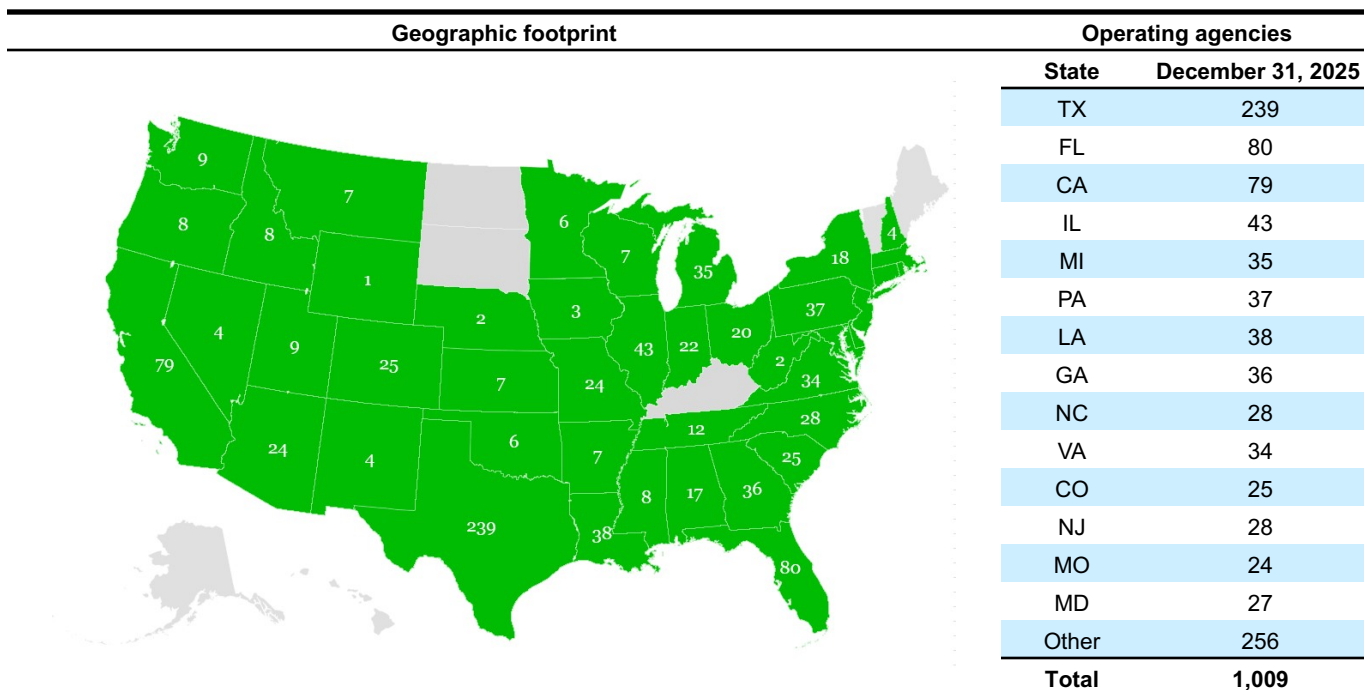 Geographic footprint
9
7
8
8
1
4
9
79
25
24
4
2
7
6
239
6
3
24
7
38
7
43
35
22
20
12
8
17
36
80
18
4
37
2
34
28
25
Operating agencies
State December 31, 2025
TX 239
FL 80
CA 79
IL 43
MI 35
PA 37
LA 38
GA 36
NC 28
VA 34
CO 25
NJ 28
MO 24
MD 27
Other 256
Total 1,009